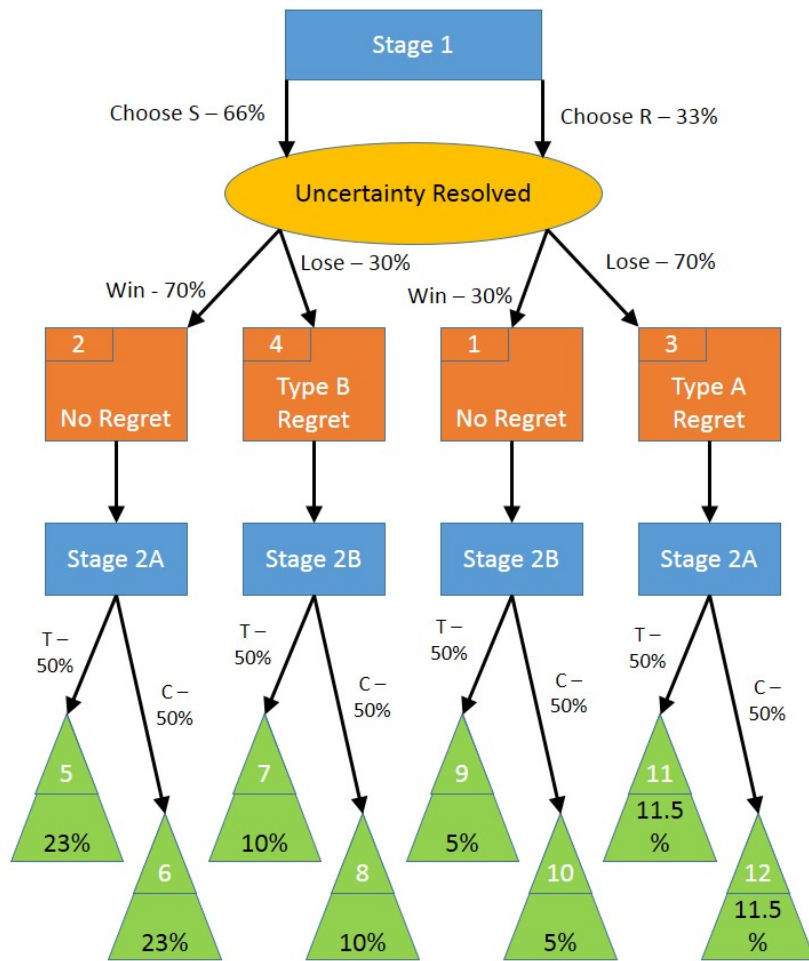 Stage 1
Choose S – 66%
Choose R – 33%
Uncertainty Resolved
Win - 70%
Lose – 30%
Win – 30%
Lose – 70%
2
No Regret
4
Type B
Regret
1
No Regret
3
Type A
Regret
Stage 2A
Stage 2B
Stage 2B
Stage 2A
T –
50%
C –
50%
T –
50%
C –
50%
T –
50%
C –
50%
T –
50%
C –
50%
5
23%
6
23%
7
10%
8
10%
9
5%
10
5%
11
11.5
%
12
11.5
%